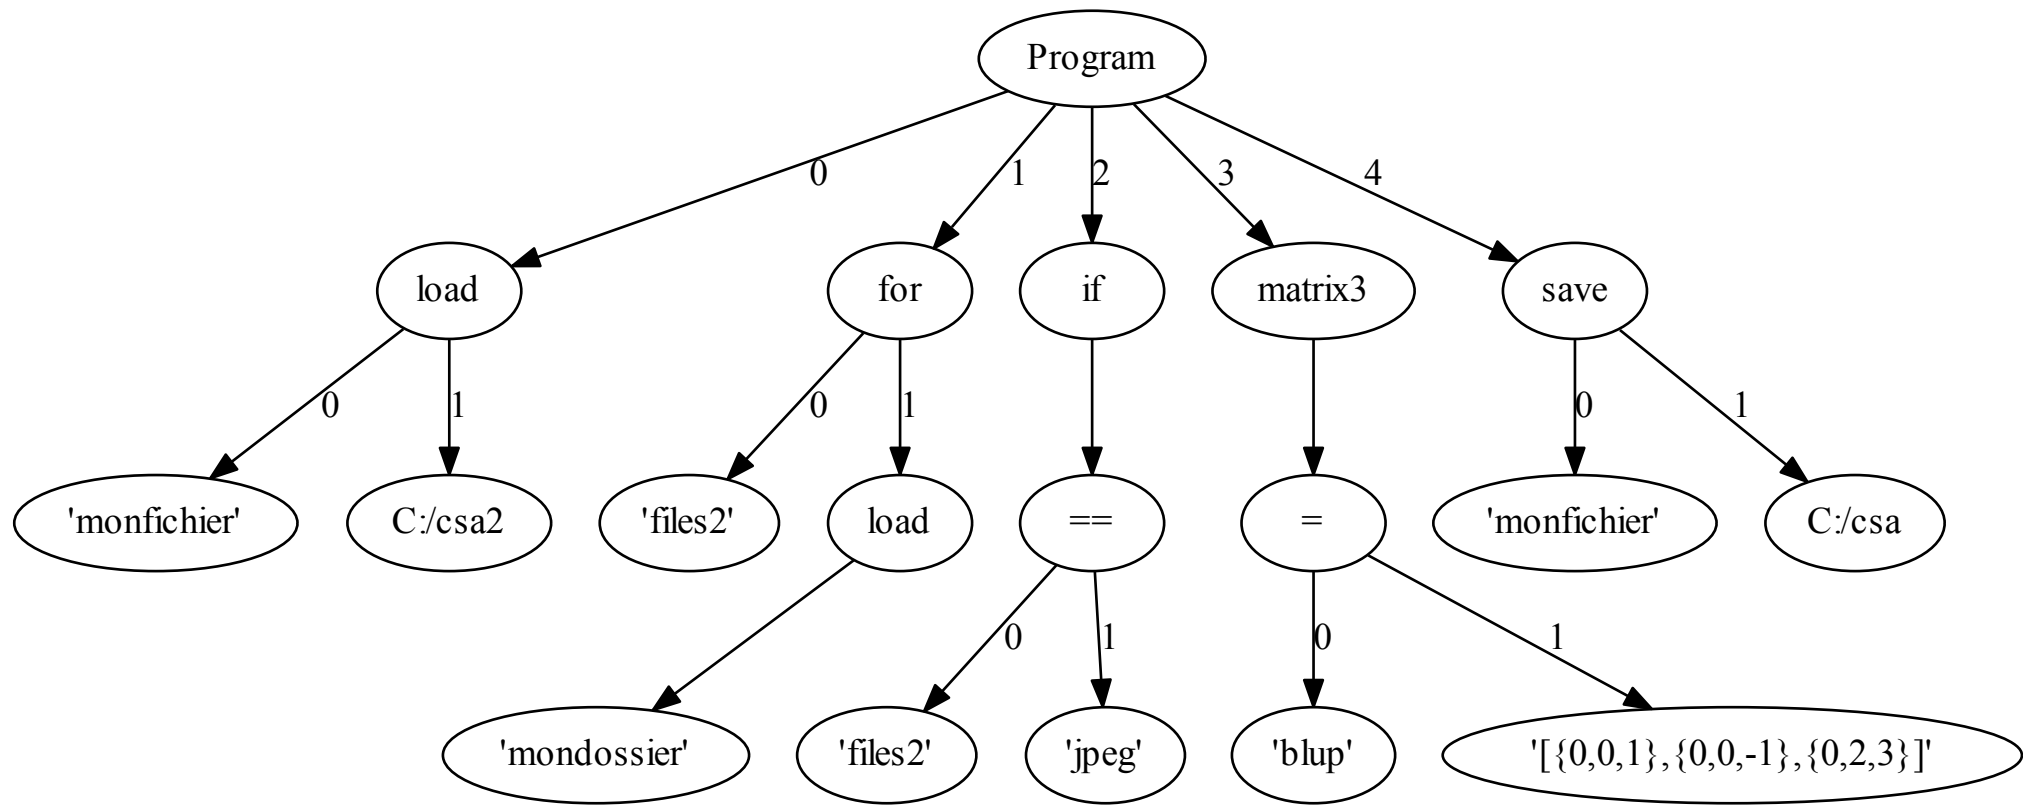 Program
0
1
2
3
4
load
for
if
matrix3
save
0
1
0
1
0
1
'monfichier'
C:/csa2
'files2'
load
==
=
'monfichier'
C:/csa
0
1
0
1
'mondossier'
'files2'
'jpeg'
'blup'
'[{0,0,1},{0,0,-1},{0,2,3}]'